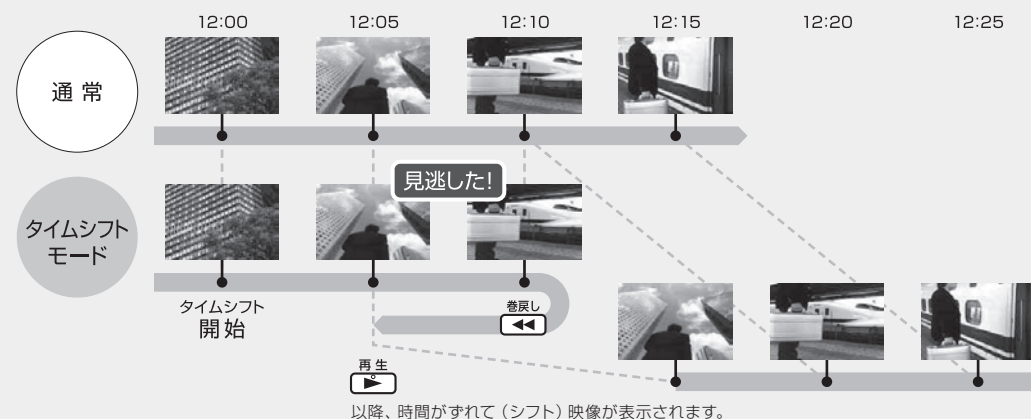 12:00 12:05 12:10 12:15 12:20 12:25
通常
見逃した!
タイムシフト
モード
タイムシフト
開始
巻戻し
再生
以降、時間がずれて（シフト）映像が表示されます。